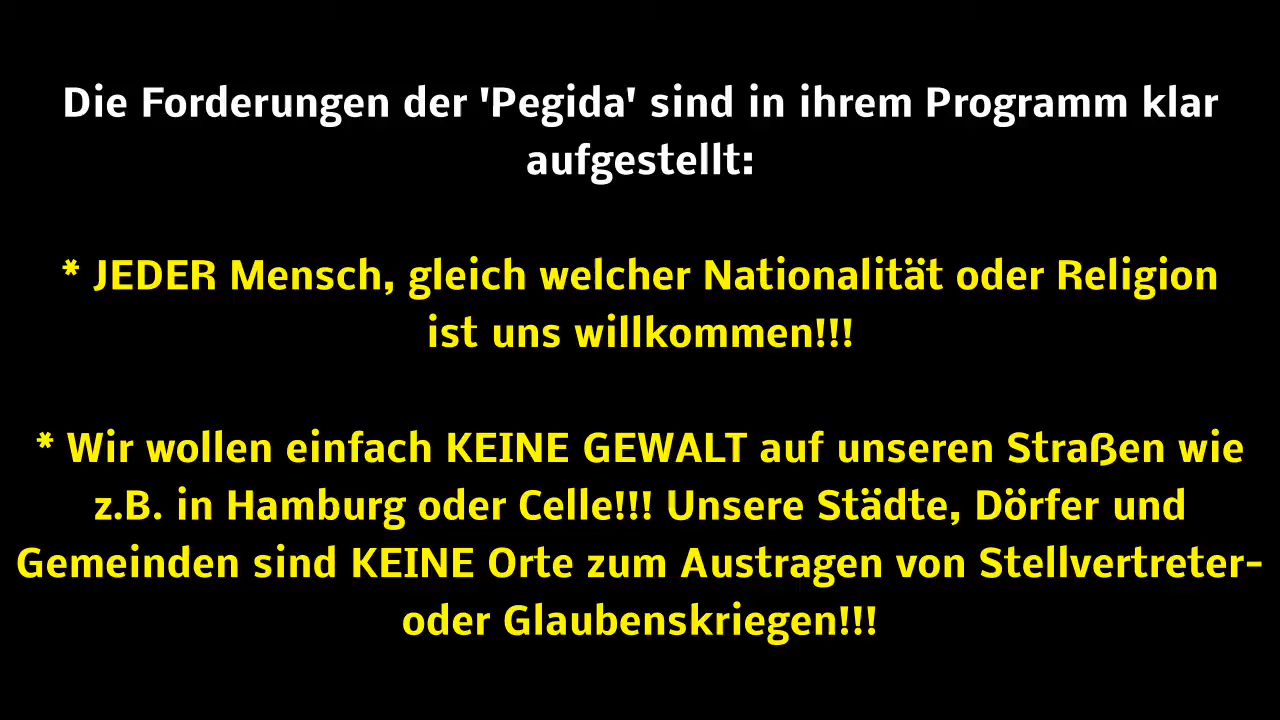 Die Forderungen der 'Pegida' sind in ihrem Programm klar
aufgestellt:
* JEDER Mensch, gleich welcher Nationalität oder Religion
ist uns willkommen!!!
* Wir wollen einfach KEINE GEWALT auf unseren Straßen wie
z.B. in Hamburg oder Celle!!! Unsere Städte, Dörfer und
Gemeinden sind KEINE Orte zum Austragen von Stellvertreter-
oder Glaubenskriegen!!!